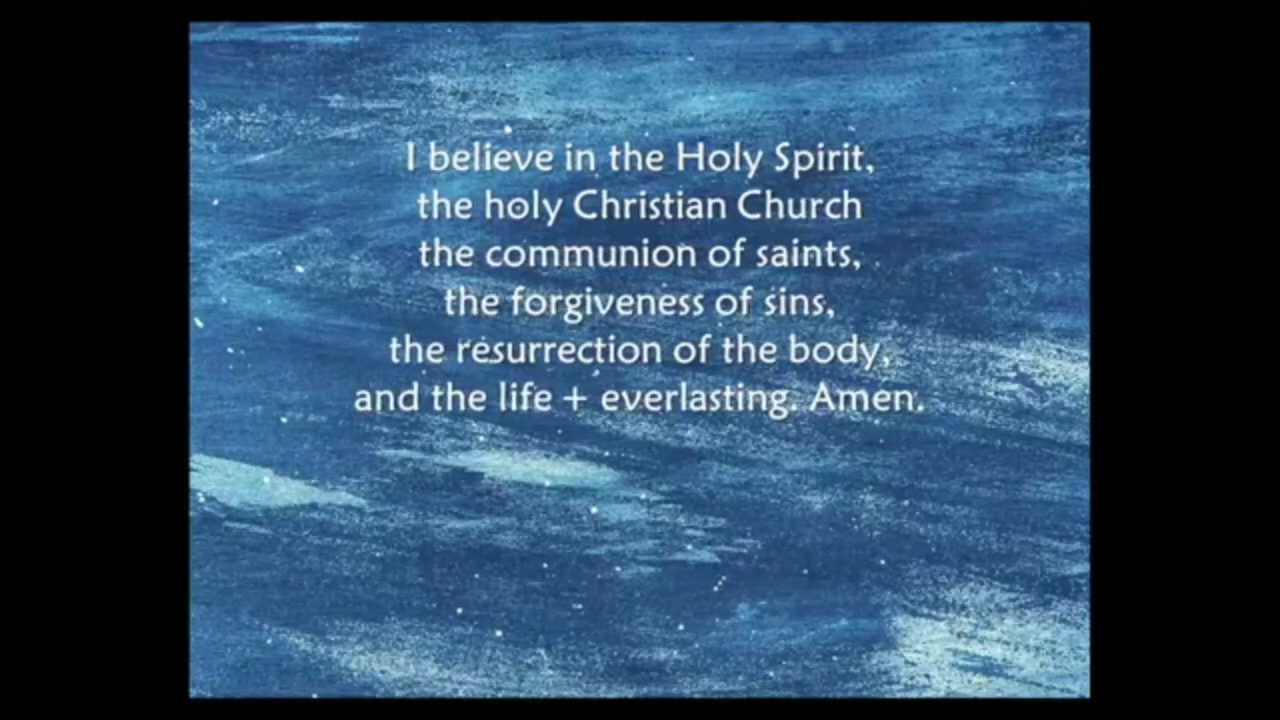 I believe in the Holy Spirit,
the holy Christian Church
the communion of saints,
the forgiveness of sins,
the resurrection of the body,
and the life + everlasting. Amen.